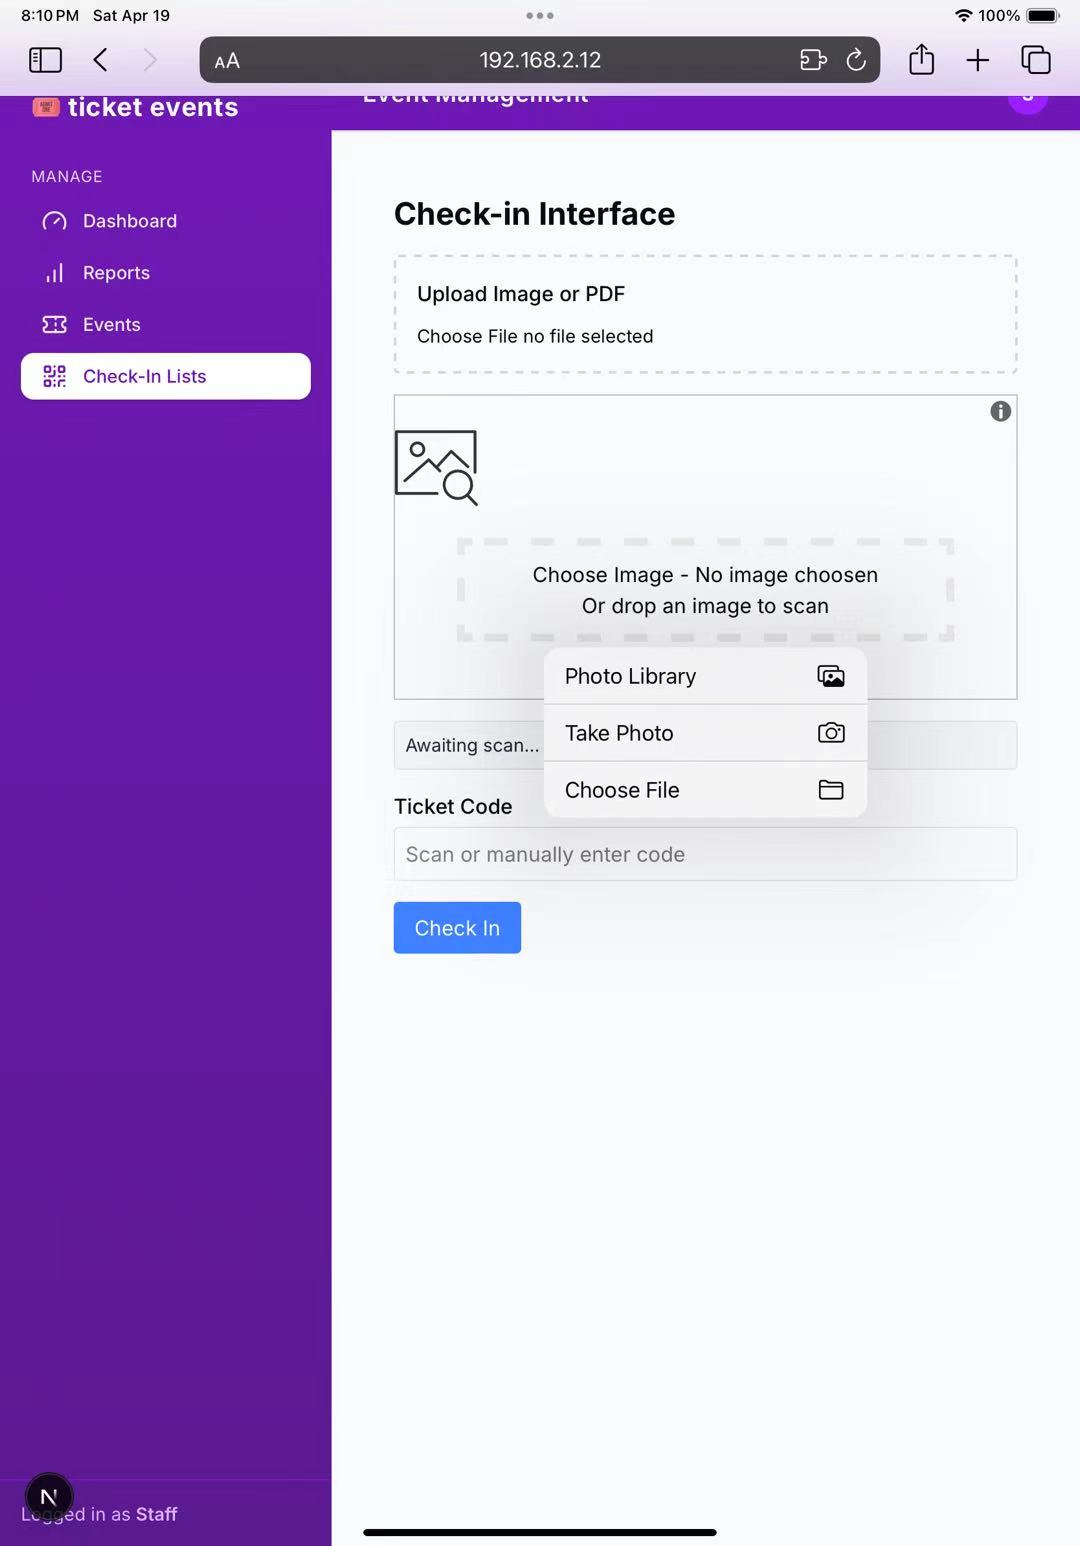 8:10 PM Sat Apr 19
100%
AA
192.168.2.12
ticket events
Event Management
MANAGE
Dashboard
Reports
Events
Check-In Lists
Check-in Interface
Upload Image or PDF
Choose File no file selected
Choose Image - No image choosen
Or drop an image to scan
Photo Library
Take Photo
Choose File
Awaiting scan...
Ticket Code
Scan or manually enter code
Check In
N
Logged in as Staff